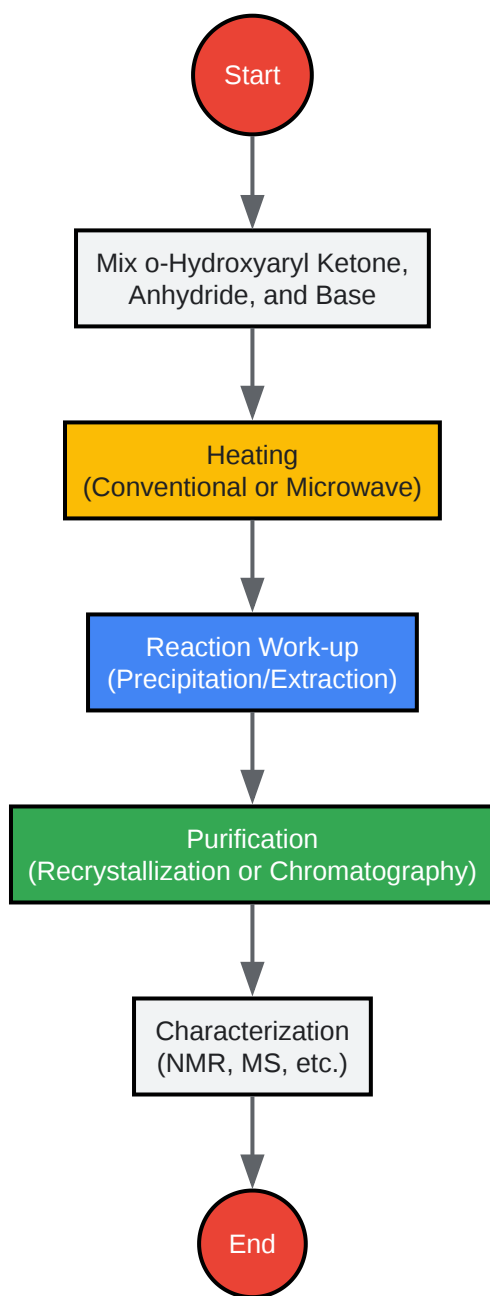 Start
Mix o-Hydroxyaryl Ketone,
Anhydride, and Base
Heating
(Conventional or Microwave)
Reaction Work-up
(Precipitation/Extraction)
Purification
(Recrystallization or Chromatography)
Characterization
(NMR, MS, etc.)
End